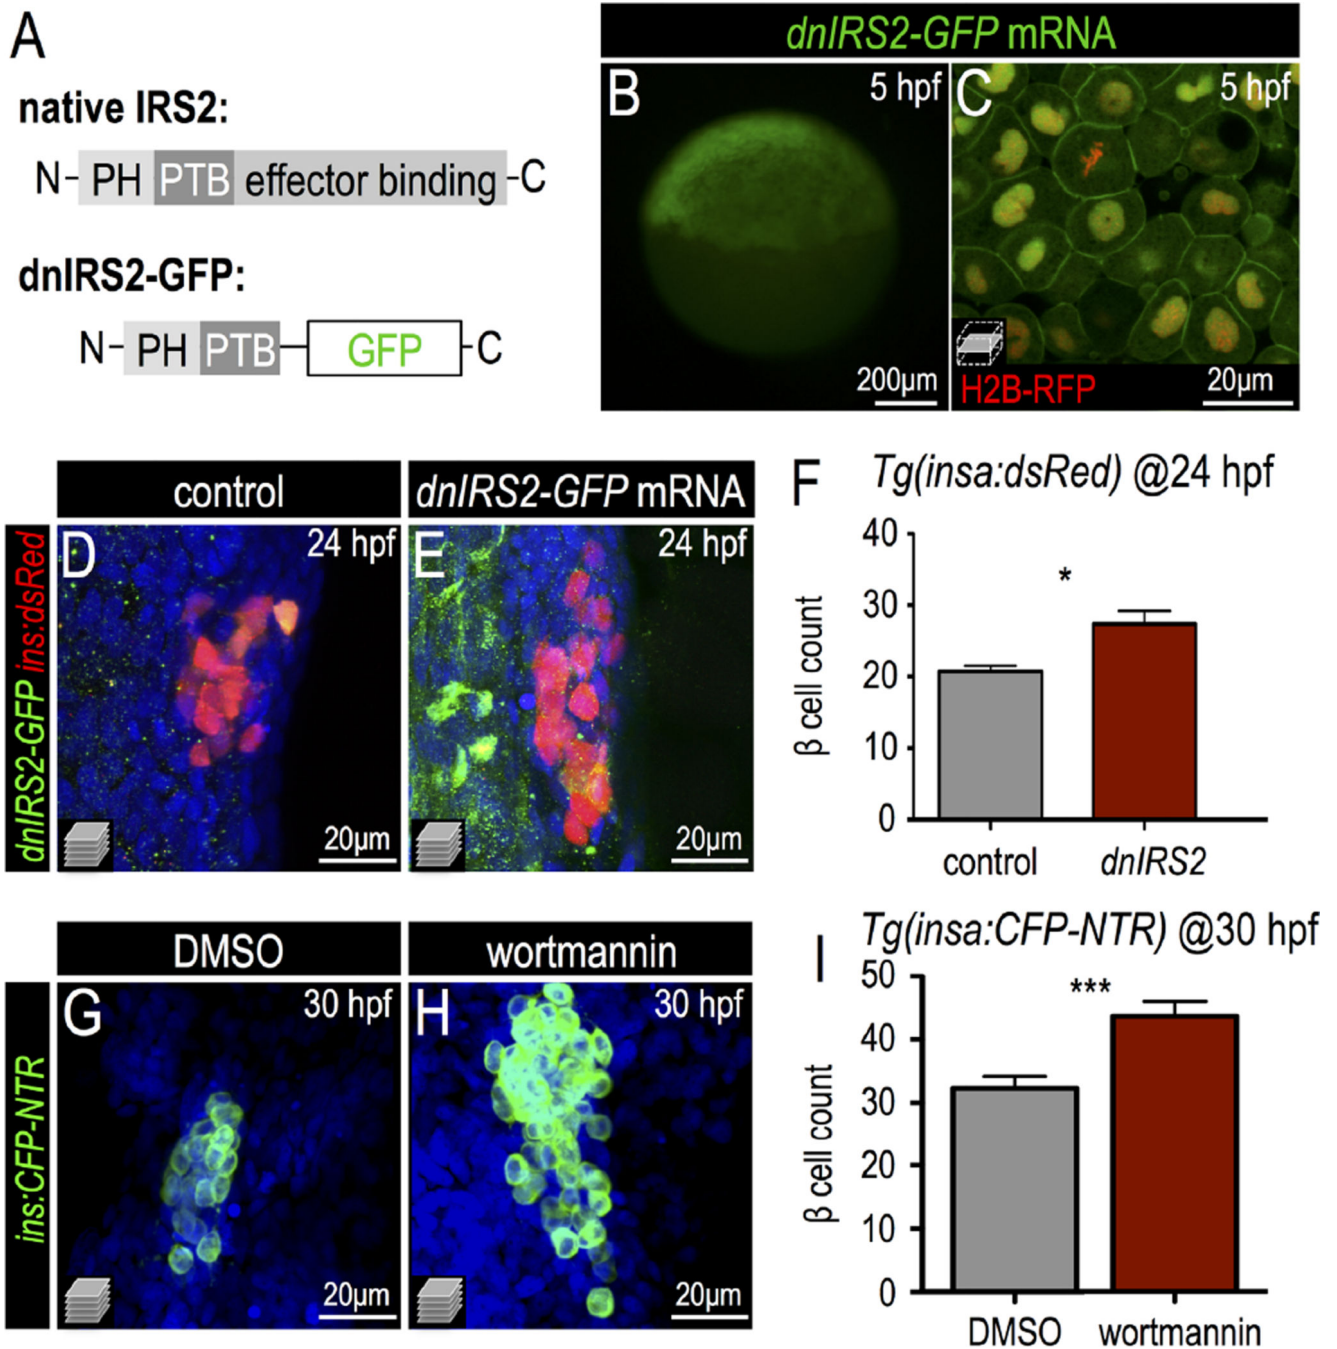 A
native IRS2:
N- PH PTB effector binding -C
dnIRS2-GFP:
N- PH PTB GFP -C
dnIRS2-GFP mRNA
B 5 hpf
200µm
C 5 hpf
H2B-RFP 20µm
control
dnIRS2-GFP mRNA
dnIRS2-GFP ins:dsRed
D 24 hpf
20µm
E 24 hpf
20µm
F Tg(insa:dsRed) @24 hpf
β cell count
40
30
20
10
0
*
control dnIRS2
DMSO
wortmannin
ins:CFP-NTR
G 30 hpf
20µm
H 30 hpf
20µm
I Tg(insa:CFP-NTR) @30 hpf
β cell count
50
40
30
20
10
0
***
DMSO wortmannin